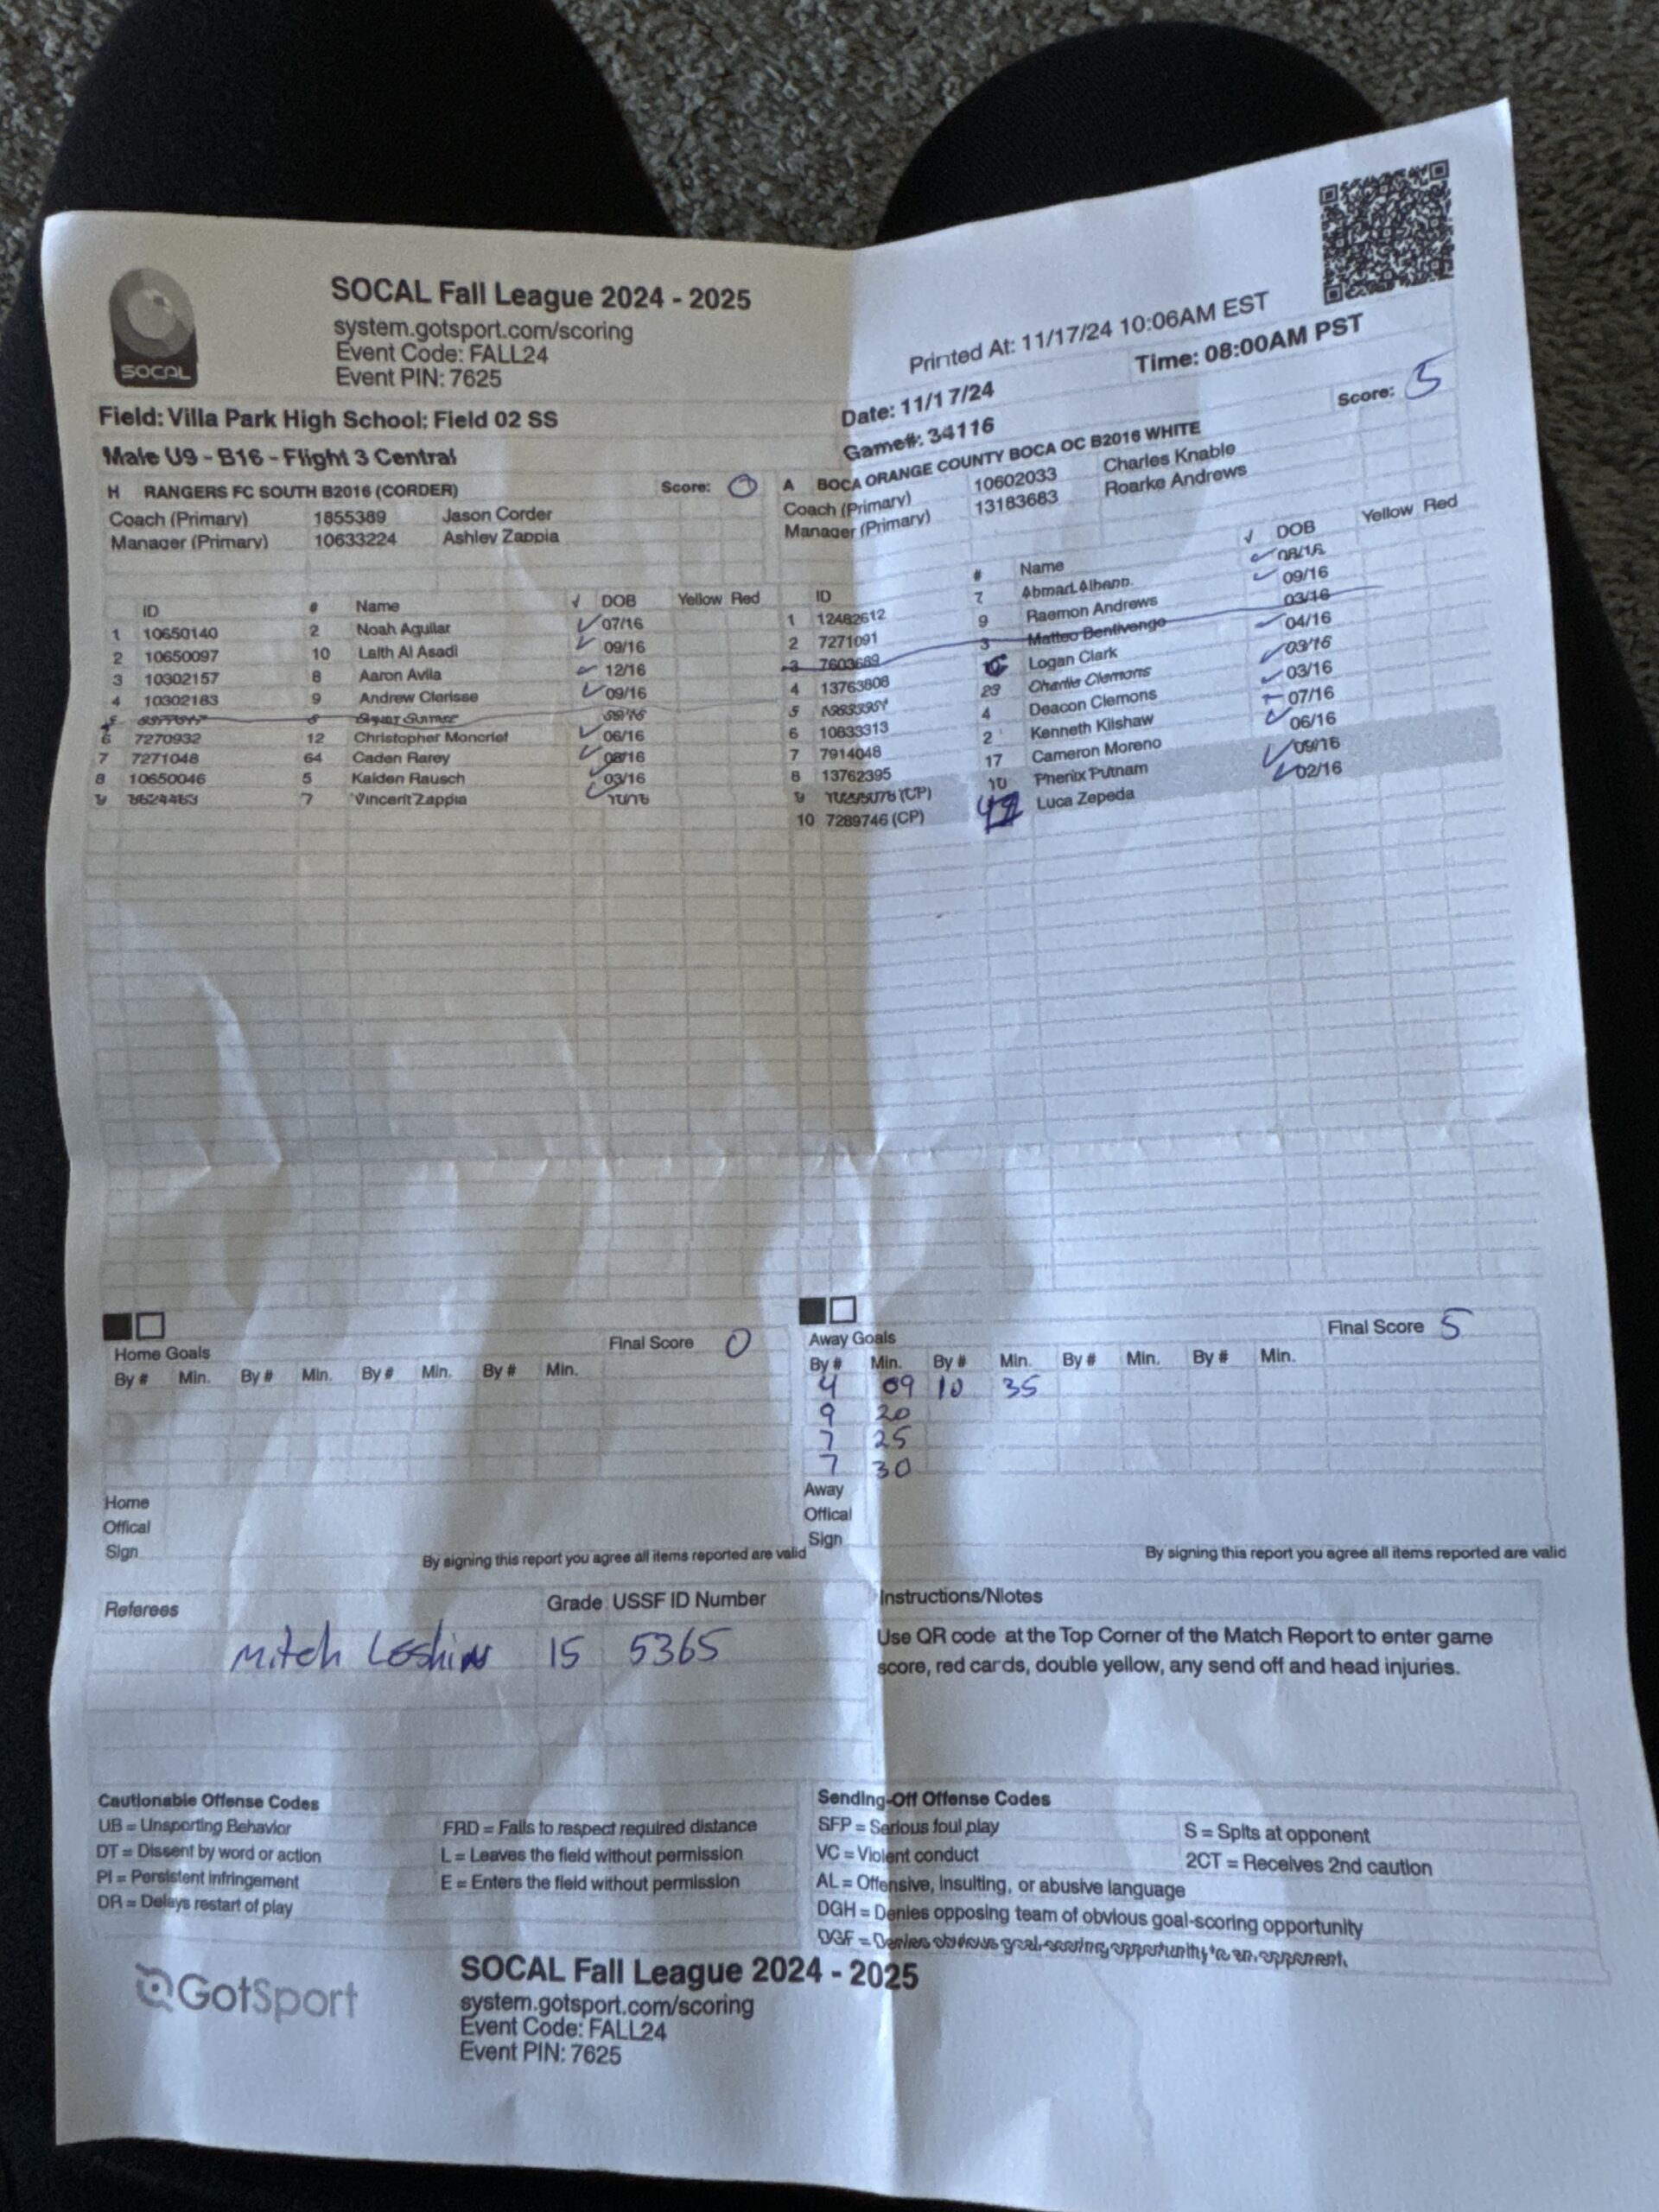 SOCAL
SOCAL Fall League 2024 - 2025
system.gotsport.com/scoring
Event Code: FALL24
Event PIN: 7625
Printed At: 11/17/24 10:06AM EST
Date: 11/17/24 Time: 08:00AM PST
Field: Villa Park High School: Field 02 SS
Game#: 34116
Male U9 - B16 - Flight 3 Central
H RANGERS FC SOUTH B2016 (CORDER) Score: 0
Coach (Primary) 1855389 Jason Corder
Manager (Primary) 10633224 Ashley Zappia
A BOCA ORANGE COUNTY BOCA OC B2016 WHITE Score: 5
Coach (Primary) 10602033 Charles Knable
Manager (Primary) 13183683 Roarke Andrews
ID # Name √ DOB Yellow Red
1 10650140 2 Noah Aguilar 07/16
2 10650097 10 Laith Al Asadi 09/16
3 10302157 8 Aaron Avila 12/16
4 10302183 9 Andrew Clerisse 09/16
5
6 7270932 12 Christopher Moncrief 06/16
7 7271048 64 Caden Rarey 08/16
8 10650046 5 Kaiden Rausch 03/16
9 7 Vincent Zappia
ID # Name √ DOB Yellow Red
1 12482612 7 08/16
2 7271091 9 Raemon Andrews 09/16
3 7603689 3 Matteo Bentivengo 03/16
4 13763808 Logan Clark 04/16
5 23 Charlie Clemons 03/16
6 10833313 4 Deacon Clemons 03/16
7 7914048 2 Kenneth Kilshaw 07/16
8 13762395 17 Cameron Moreno 06/16
9 (CP) 10 Phenix Putnam 09/16
10 7289746 (CP) Luca Zepeda 02/16
Home Goals Final Score 0
By # Min. By # Min. By # Min. By # Min.
Away Goals Final Score 5
By # Min. By # Min. By # Min. By # Min.
4 09 10 35
9 20
7 25
7 30
Home
Offical
Sign
By signing this report you agree all items reported are valid
Away
Offical
Sign
By signing this report you agree all items reported are valid
Referees Grade USSF ID Number
Mitch 15 5365
Instructions/Notes
Use QR code at the Top Corner of the Match Report to enter game
score, red cards, double yellow, any send off and head injuries.
Cautionable Offense Codes
UB = Unsporting Behavior
DT = Dissent by word or action
PI = Persistent infringement
DR = Delays restart of play
FRD = Fails to respect required distance
L = Leaves the field without permission
E = Enters the field without permission
Sending-Off Offense Codes
SFP = Serious foul play
VC = Violent conduct
AL = Offensive, insulting, or abusive language
DGH = Denies opposing team of obvious goal-scoring opportunity
DGF = Denies obvious goal-scoring opportunity to an opponent.
S = Spits at opponent
2CT = Receives 2nd caution
GotSport
SOCAL Fall League 2024 - 2025
system.gotsport.com/scoring
Event Code: FALL24
Event PIN: 7625